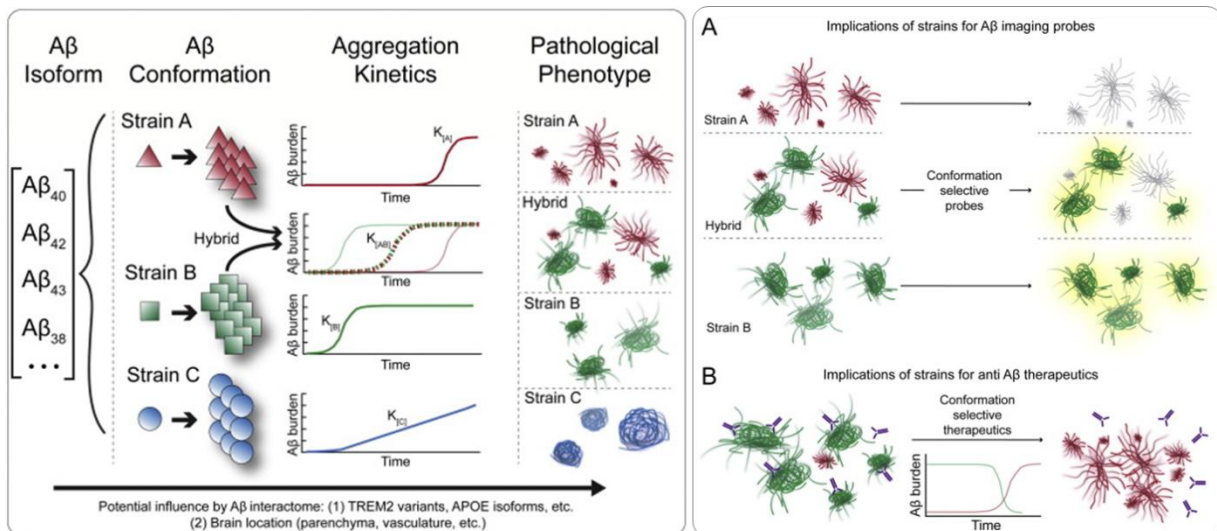 Aβ
Isoform
Aβ
Conformation
Aggregation
Kinetics
Pathological
Phenotype
Aβ40
Aβ42
Aβ43
Aβ38
...
Strain A
Hybrid
Strain B
Strain C
Aβ burden
K[A]
Time
Aβ burden
K[AB]
Time
Aβ burden
K[B]
Time
Aβ burden
K[C]
Time
Strain A
Hybrid
Strain B
Strain C
Potential influence by Aβ interactome: (1) TREM2 variants, APOE isoforms, etc.
(2) Brain location (parenchyma, vasculature, etc.)
A
Implications of strains for Aβ imaging probes
Strain A
Hybrid
Conformation
selective
probes
Strain B
B
Implications of strains for anti Aβ therapeutics
Conformation
selective
therapeutics
Aβ burden
Time